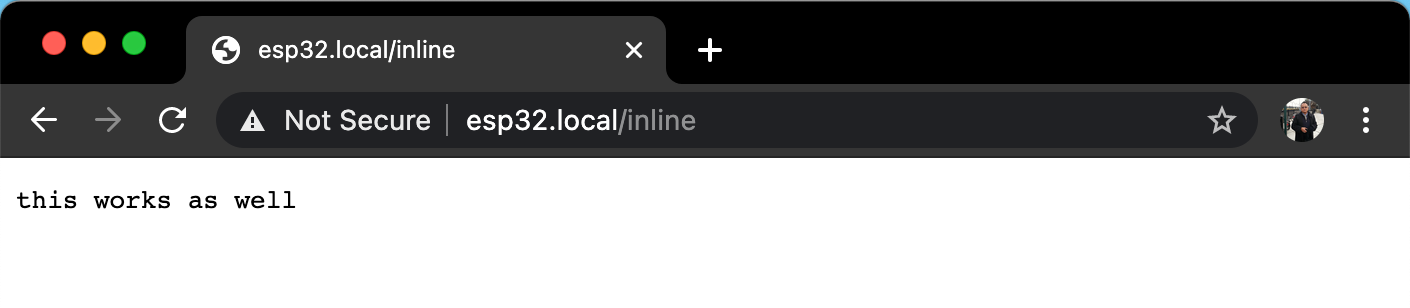 esp32.local/inline
Not Secure esp32.local/inline
this works as well